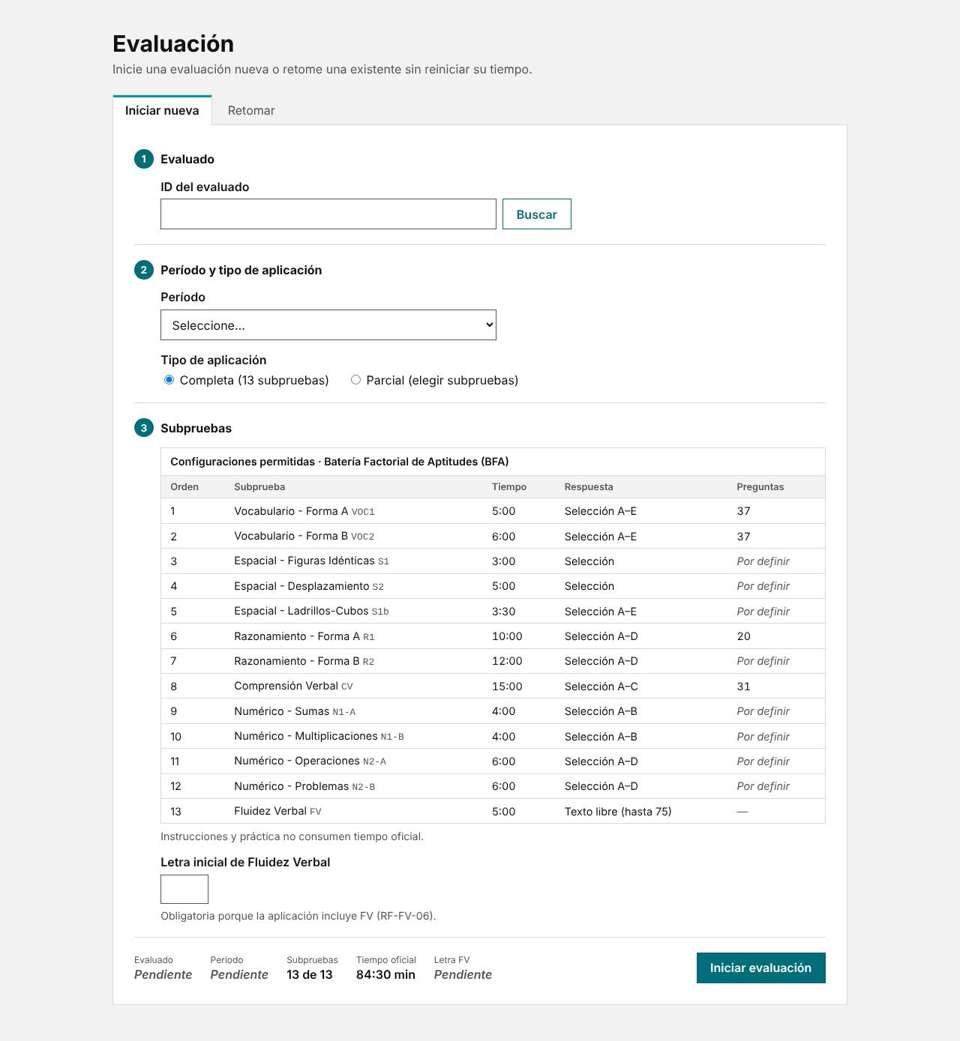 Evaluación
Inicie una evaluación nueva o retome una existente sin reiniciar su tiempo.
Iniciar nueva Retomar
1 Evaluado
ID del evaluado
Buscar
2 Período y tipo de aplicación
Período
Seleccione...
Tipo de aplicación
Completa (13 subpruebas) Parcial (elegir subpruebas)
3 Subpruebas
Configuraciones permitidas · Batería Factorial de Aptitudes (BFA)
Orden Subprueba Tiempo Respuesta Preguntas
1 Vocabulario - Forma A VOC1 5:00 Selección A–E 37
2 Vocabulario - Forma B VOC2 6:00 Selección A–E 37
3 Espacial - Figuras Idénticas S1 3:00 Selección Por definir
4 Espacial - Desplazamiento S2 5:00 Selección Por definir
5 Espacial - Ladrillos-Cubos S1b 3:30 Selección A–E Por definir
6 Razonamiento - Forma A R1 10:00 Selección A–D 20
7 Razonamiento - Forma B R2 12:00 Selección A–D Por definir
8 Comprensión Verbal CV 15:00 Selección A–C 31
9 Numérico - Sumas N1-A 4:00 Selección A–B Por definir
10 Numérico - Multiplicaciones N1-B 4:00 Selección A–B Por definir
11 Numérico - Operaciones N2-A 6:00 Selección A–D Por definir
12 Numérico - Problemas N2-B 6:00 Selección A–D Por definir
13 Fluidez Verbal FV 5:00 Texto libre (hasta 75) —
Instrucciones y práctica no consumen tiempo oficial.
Letra inicial de Fluidez Verbal
Obligatoria porque la aplicación incluye FV (RF-FV-06).
Evaluado Período Subpruebas Tiempo oficial Letra FV
Pendiente Pendiente 13 de 13 84:30 min Pendiente
Iniciar evaluación